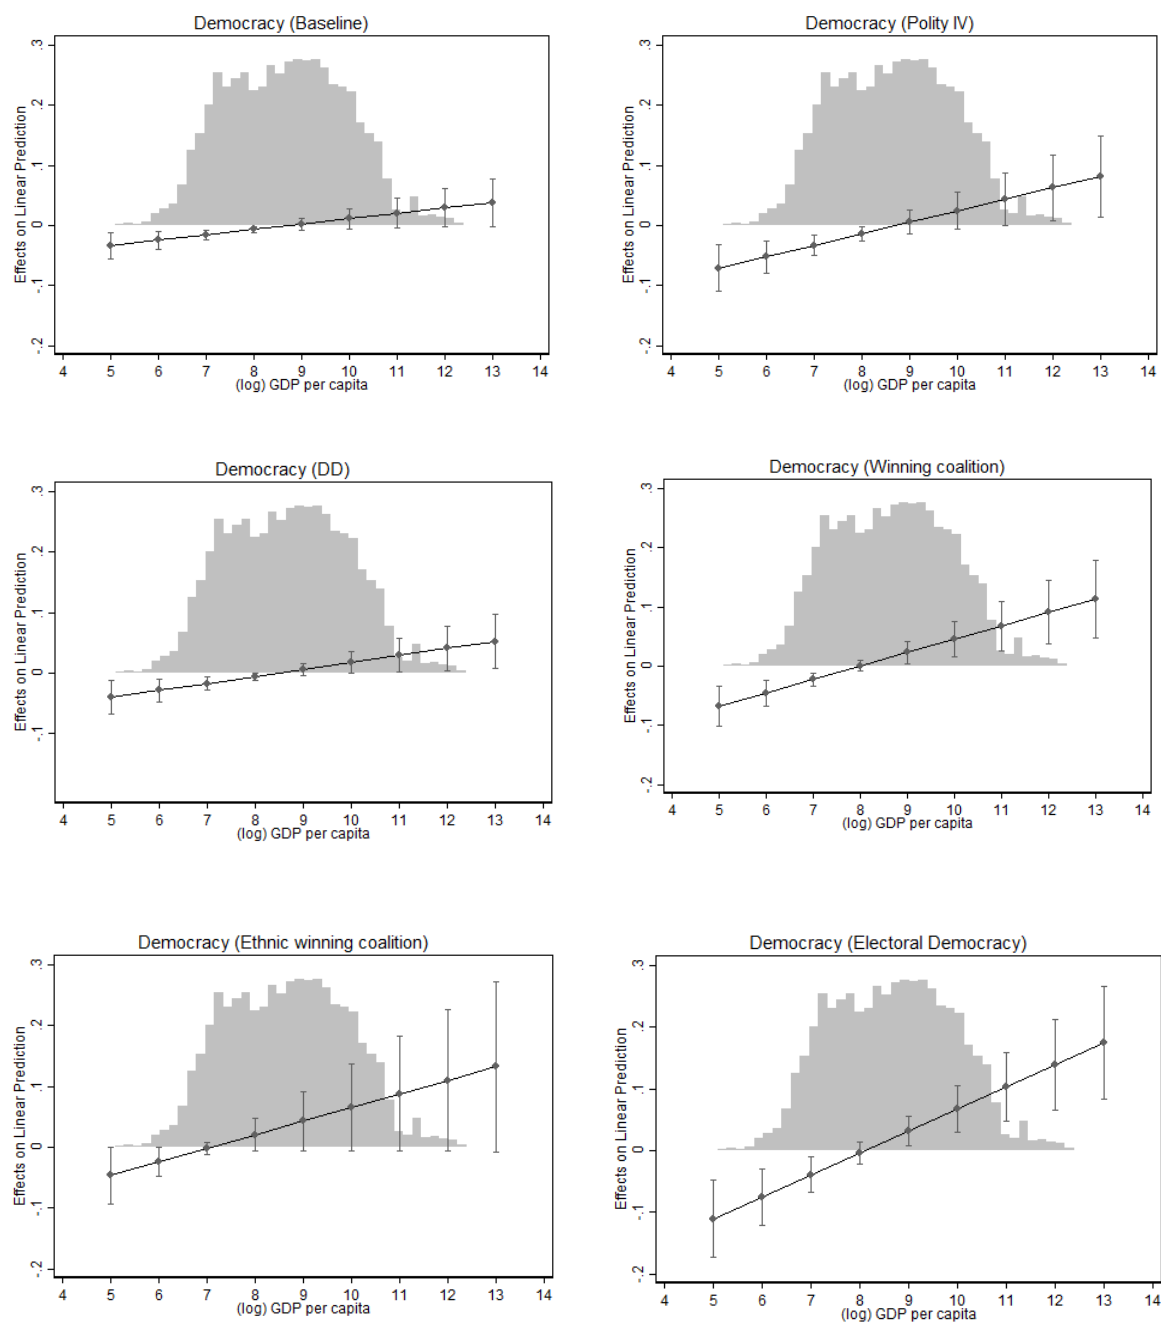 Democracy (Baseline)
Effects on Linear Prediction
.3
.2
.1
0
-.1
-.2
4 5 6 7 8 9 10 11 12 13 14
(log) GDP per capita
Democracy (Polity IV)
Effects on Linear Prediction
.3
.2
.1
0
-.1
-.2
4 5 6 7 8 9 10 11 12 13 14
(log) GDP per capita
Democracy (DD)
Effects on Linear Prediction
.3
.2
.1
0
-.1
4 5 6 7 8 9 10 11 12 13 14
(log) GDP per capita
Democracy (Winning coalition)
Effects on Linear Prediction
.3
.2
.1
0
-.1
-.2
4 5 6 7 8 9 10 11 12 13 14
(log) GDP per capita
Democracy (Ethnic winning coalition)
Effects on Linear Prediction
.3
.2
.1
0
-.1
-.2
4 5 6 7 8 9 10 11 12 13 14
(log) GDP per capita
Democracy (Electoral Democracy)
Effects on Linear Prediction
.3
.2
.1
0
-.1
-.2
4 5 6 7 8 9 10 11 12 13 14
(log) GDP per capita